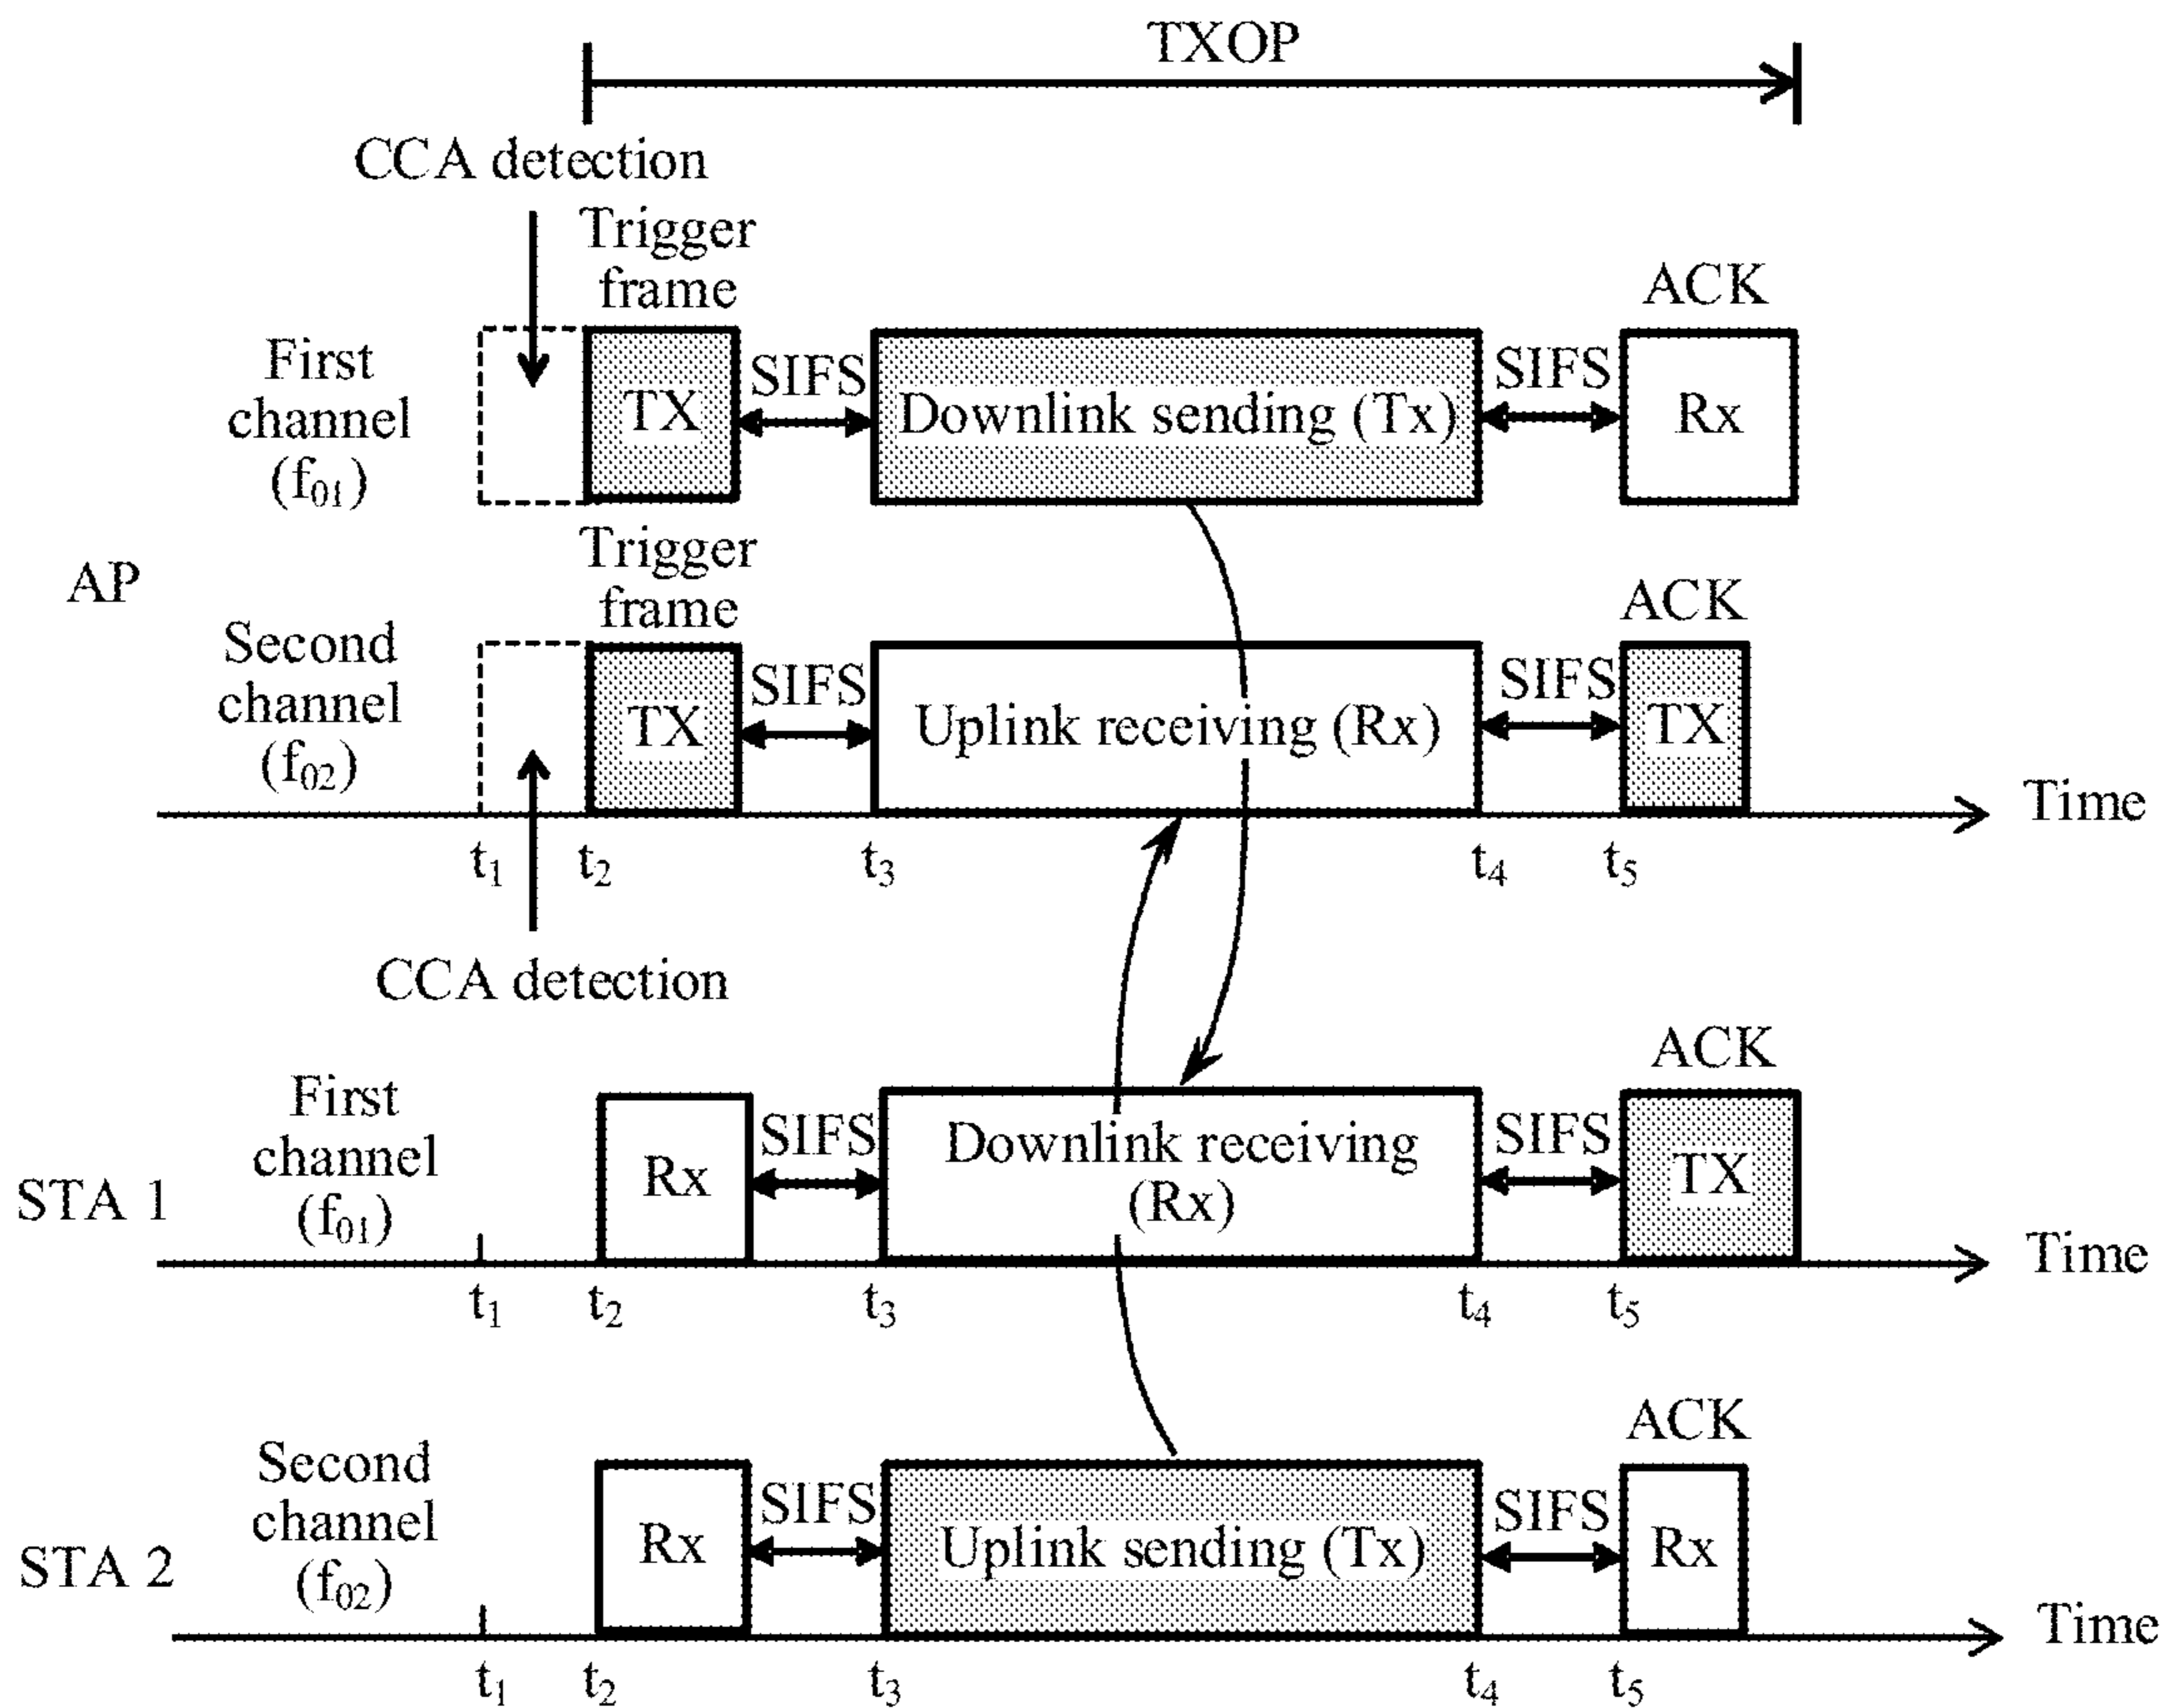 TXOP
CCA detection
Trigger
frame
ACK
First
channel
(f01)
TX
SIFS
Downlink sending (Tx)
SIFS
Rx
AP
Trigger
frame
ACK
Second
channel
(f02)
TX
SIFS
Uplink receiving (Rx)
SIFS
TX
Time
t1
t2
t3
t4
t5
CCA detection
ACK
STA 1
First
channel
(f01)
Rx
SIFS
Downlink receiving
(Rx)
SIFS
TX
Time
t1
t2
t3
t4
t5
ACK
STA 2
Second
channel
(f02)
Rx
SIFS
Uplink sending (Tx)
SIFS
Rx
Time
t1
t2
t3
t4
t5